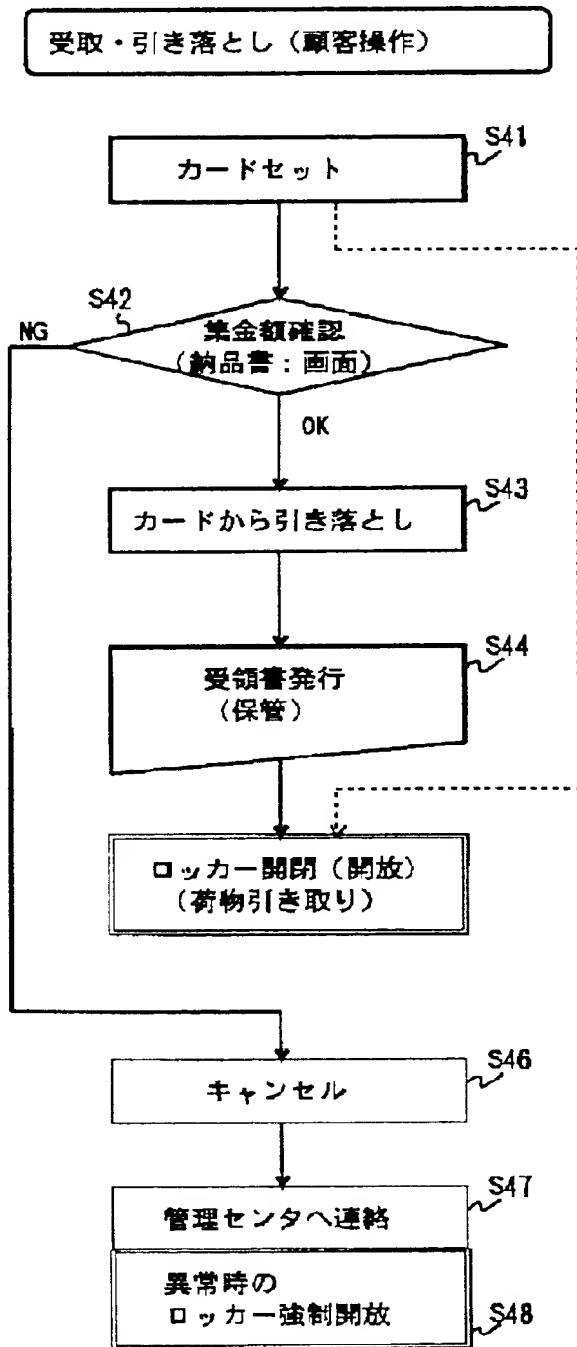 受取・引き落とし（顧客操作）
S41
カードセット
S42
NG
集金額確認
（納品書：画面）
OK
S43
カードから引き落とし
S44
受領書発行
（保管）
ロッカー開閉（開放）
（荷物引き取り）
S46
キャンセル
S47
管理センタへ連絡
異常時の
ロッカー強制開放
S48